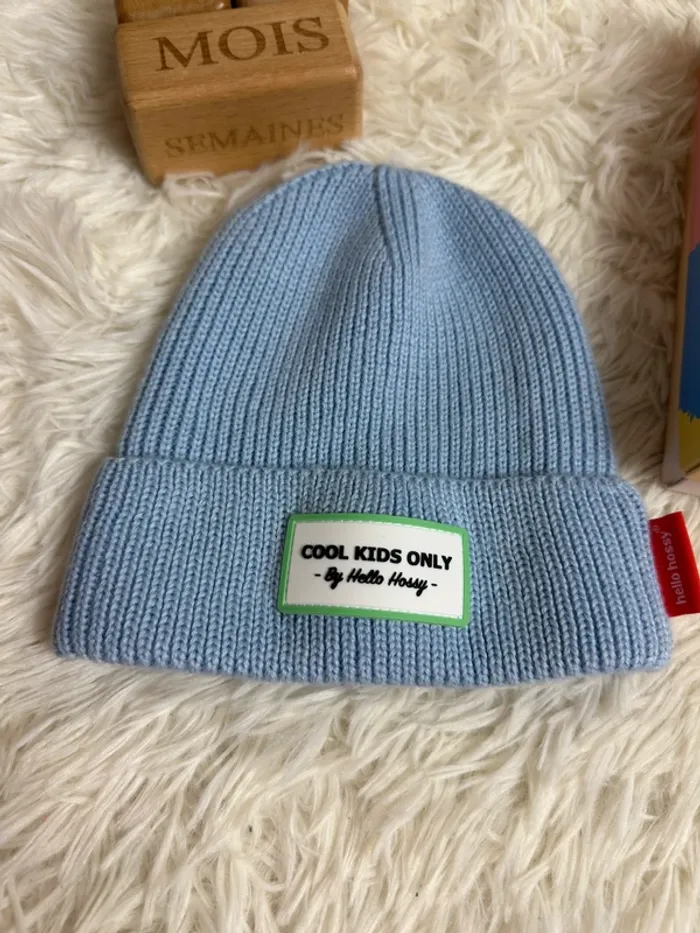 MOIS
SEMAINES
COOL KIDS ONLY
- By Hello Hossy -
hello hossy®